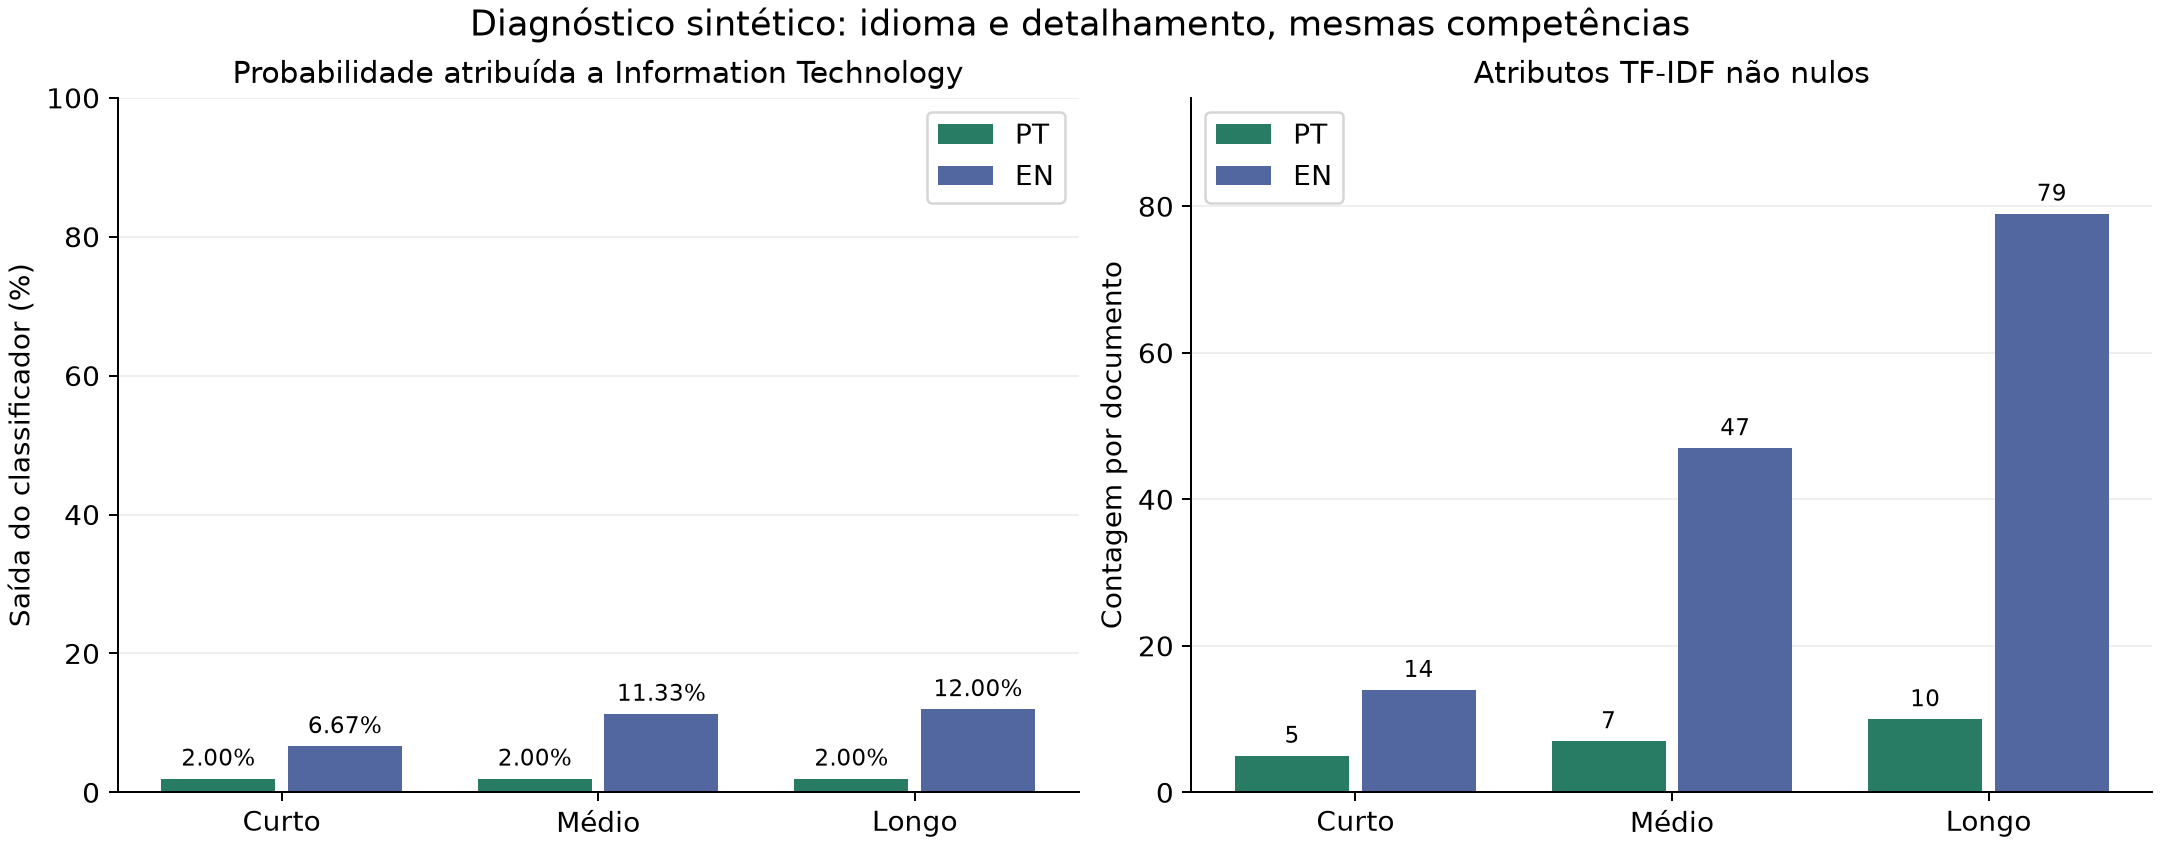 Diagnóstico sintético: idioma e detalhamento, mesmas competências
Probabilidade atribuída a Information Technology
Saída do classificador (%)
100
80
60
40
20
0
PT
EN
2.00%
6.67%
2.00%
11.33%
2.00%
12.00%
Curto
Médio
Longo
Atributos TF-IDF não nulos
Contagem por documento
80
60
40
20
0
PT
EN
5
14
7
47
10
79
Curto
Médio
Longo